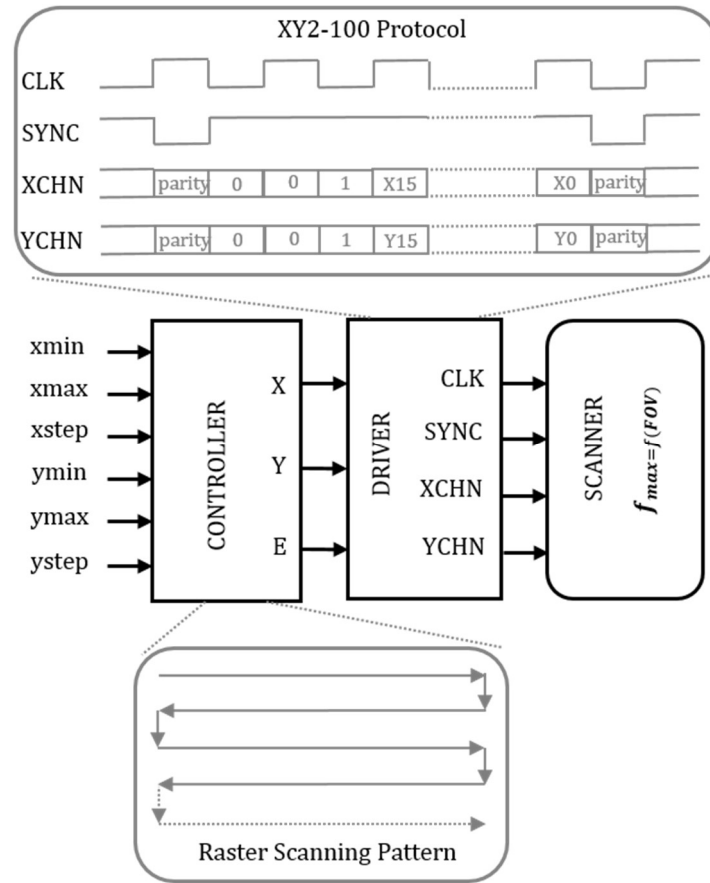 XY2-100 Protocol
CLK
SYNC
XCHN parity 0 0 1 X15 X0 parity
YCHN parity 0 0 1 Y15 Y0 parity
xmin
xmax
xstep
ymin
ymax
ystep
CONTROLLER
X
Y
E
DRIVER
CLK
SYNC
XCHN
YCHN
SCANNER
fmax=f(FOV)
Raster Scanning Pattern